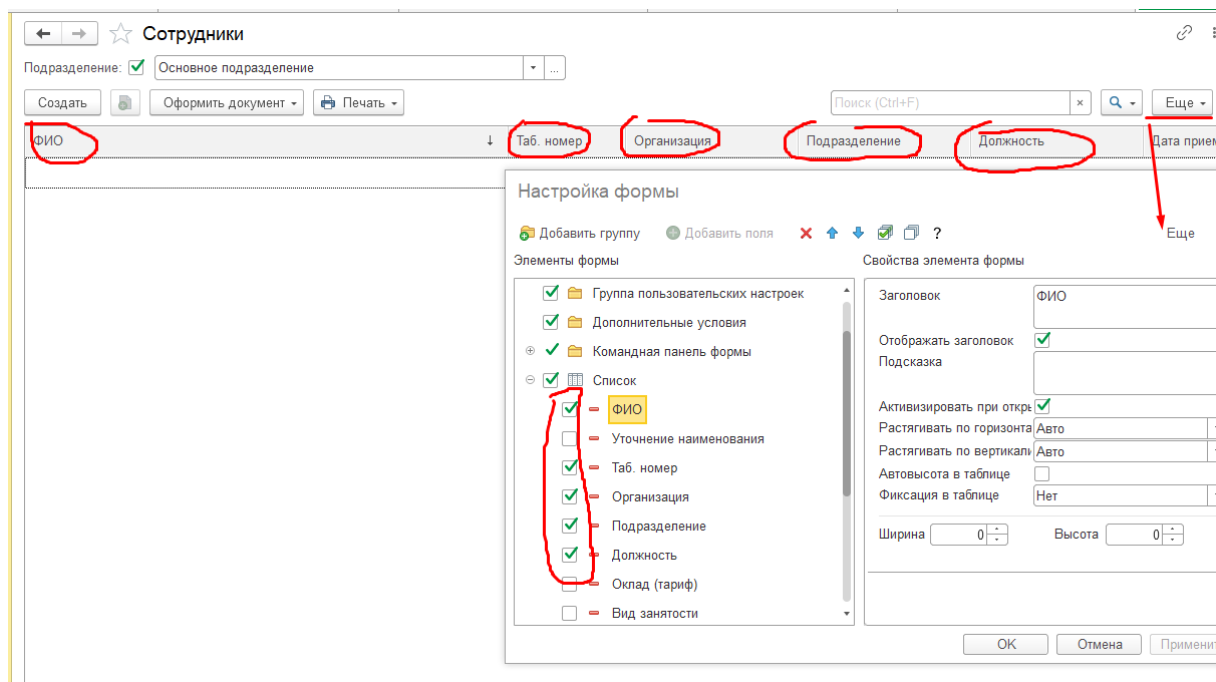 Сотрудники
Подразделение: Основное подразделение ...
Создать Оформить документ Печать Поиск (Ctrl+F) × Еще
ФИО ↓ Таб. номер Организация Подразделение Должность Дата прием
Настройка формы
Добавить группу Добавить поля ? Еще
Элементы формы Свойства элемента формы
Группа пользовательских настроек Заголовок ФИО
Дополнительные условия
Отображать заголовок
Командная панель формы
Подсказка
Список
ФИО Активизировать при откры
Растягивать по горизонта Авто
Уточнение наименования
Растягивать по вертикаль Авто
Таб. номер Автовысота в таблице
Организация Фиксация в таблице Нет
Подразделение Ширина 0 Высота 0
Должность
Оклад (тариф)
Вид занятости
OK Отмена Применить